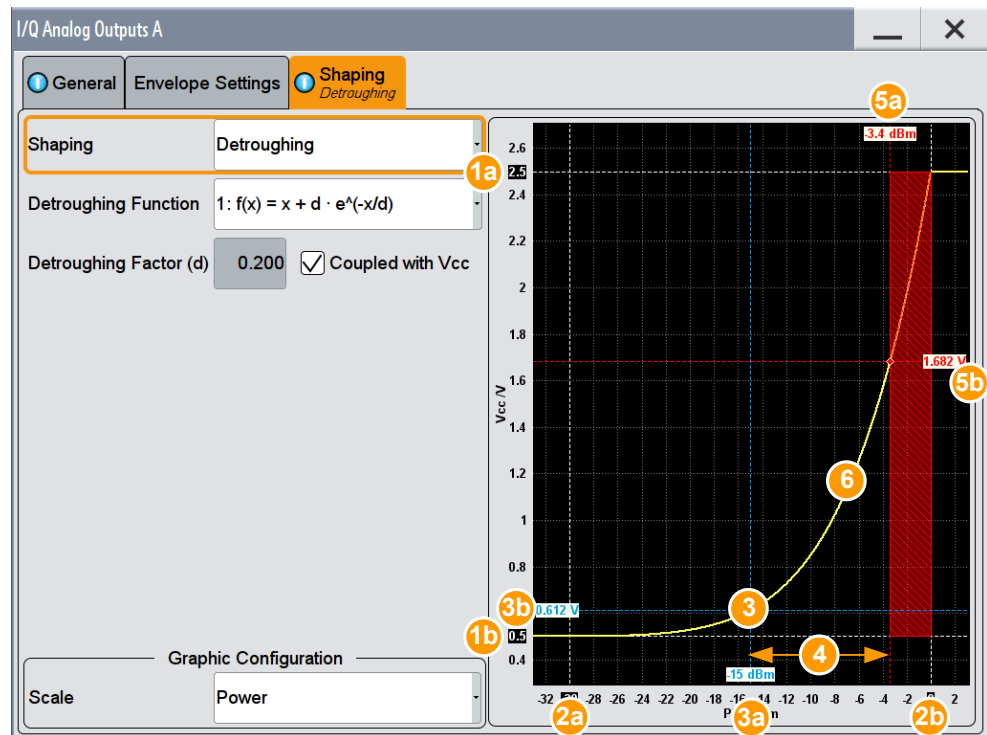 I/Q Analog Outputs A
General
Envelope Settings
Shaping
Detroughing
Shaping
Detroughing
Detroughing Function
1: f(x) = x + d · e^(-x/d)
Detroughing Factor (d)
0.200
Coupled with Vcc
Graphic Configuration
Scale
Power
5a
-3.4 dBm
2.6
1a
2.5
2.4
2.2
2
1.8
1.682 V
5b
1.6
Vcc /V
1.4
1.2
6
1
0.8
3b
0.612 V
3
1b
0.5
4
0.4
-15 dBm
-32 -28 -26 -24 -22 -20 -18 -16 -14 -12 -10 -8 -6 -4 -2 0 2
2a
3a
2b